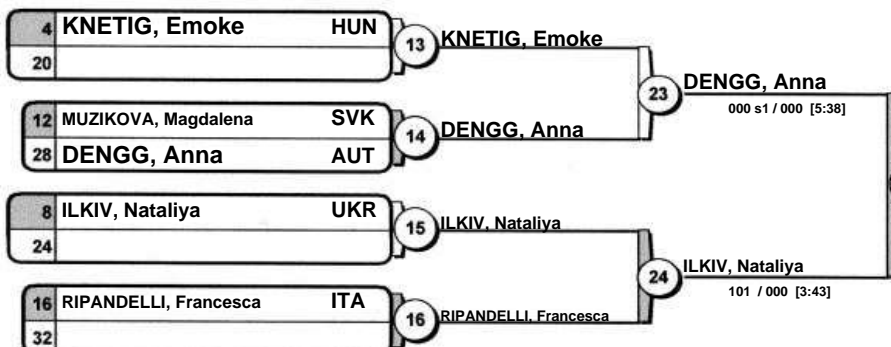 4 KNETIG, Emoke HUN
20
13 KNETIG, Emoke
12 MUZIKOVA, Magdalena SVK
28 DENGG, Anna AUT
14 DENGG, Anna
23 DENGG, Anna
000 s1 / 000 [5:38]
8 ILKIV, Nataliya UKR
24
15 ILKIV, Nataliya
16 RIPANDELLI, Francesca ITA
32
16 RIPANDELLI, Francesca
24 ILKIV, Nataliya
101 / 000 [3:43]